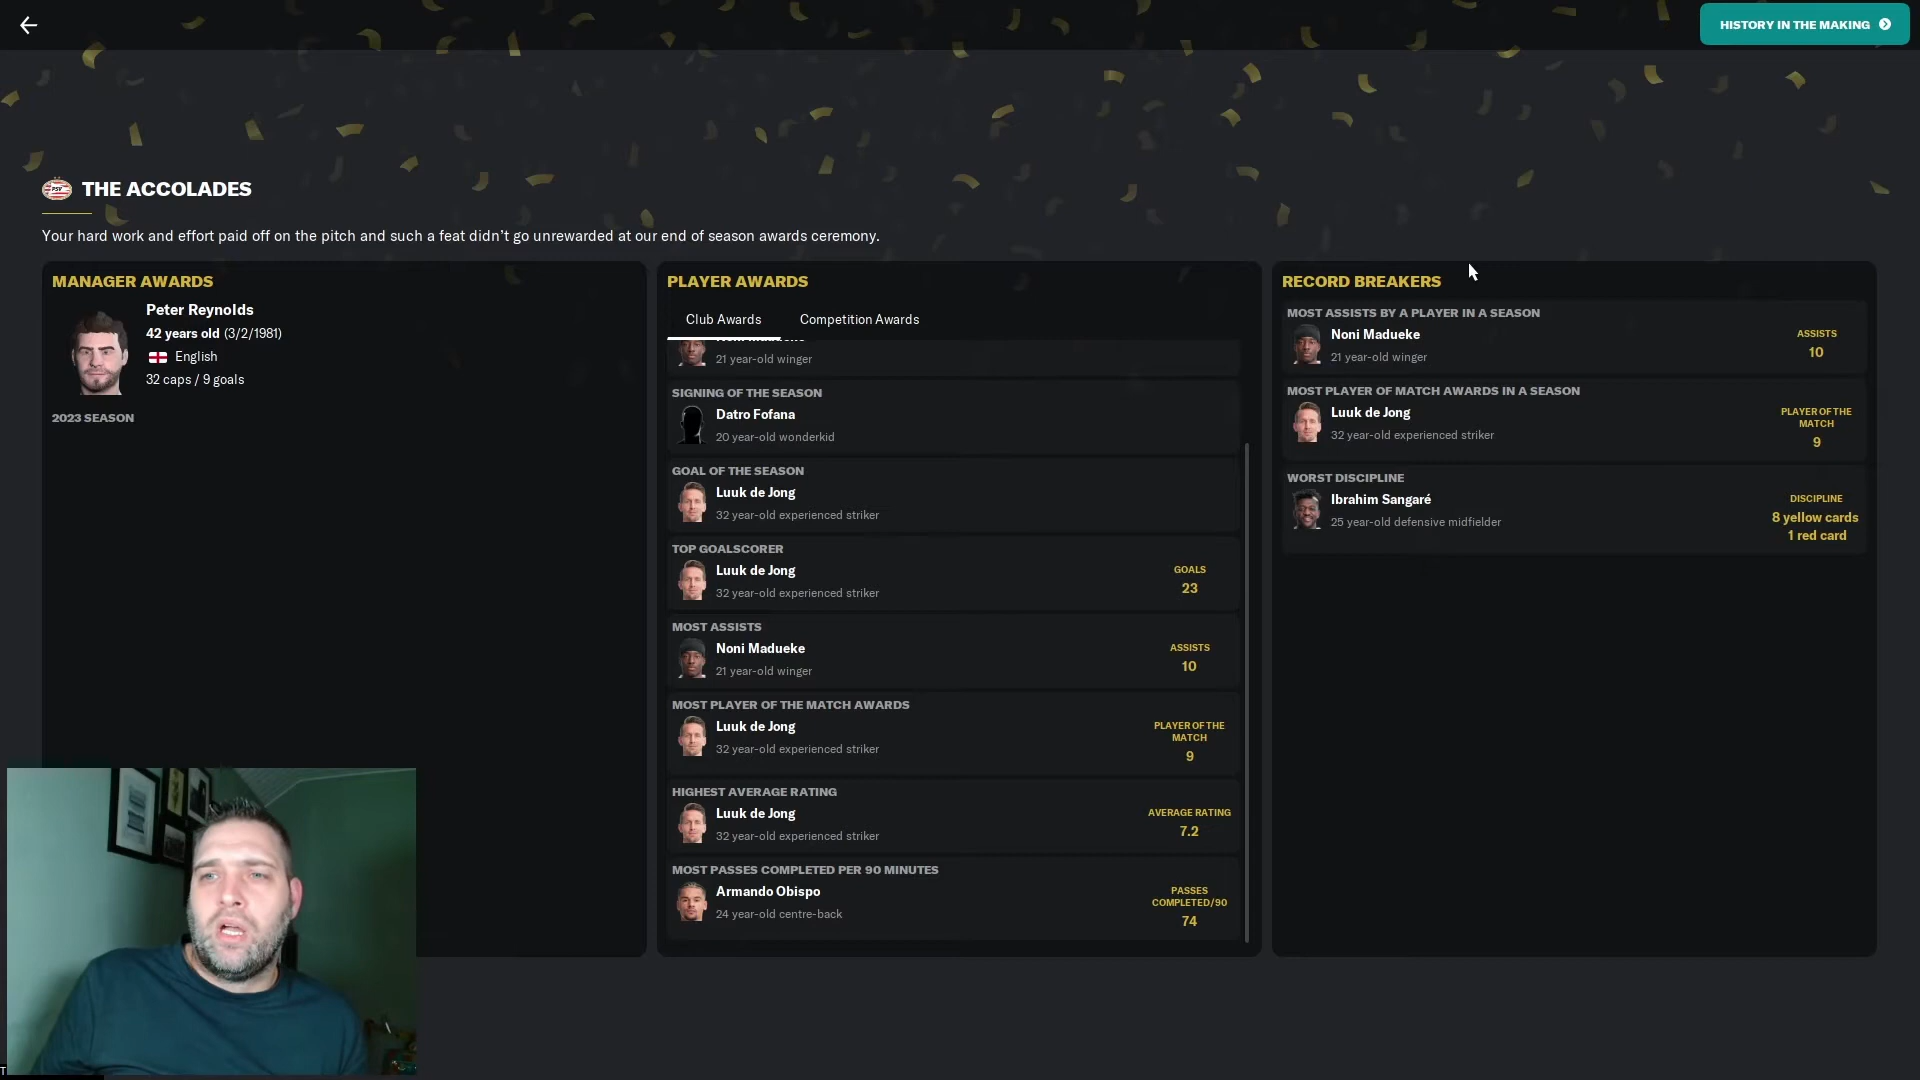 HISTORY IN THE MAKING
PSV
THE ACCOLADES
Your hard work and effort paid off on the pitch and such a feat didn't go unrewarded at our end of season awards ceremony.
MANAGER AWARDS
Peter Reynolds
42 years old (3/2/1981)
English
32 caps / 9 goals
2023 SEASON
PLAYER AWARDS
Club Awards
Competition Awards
21 year-old winger
SIGNING OF THE SEASON
Datro Fofana
20 year-old wonderkid
GOAL OF THE SEASON
Luuk de Jong
32 year-old experienced striker
TOP GOALSCORER
Luuk de Jong
32 year-old experienced striker
GOALS
23
MOST ASSISTS
Noni Madueke
21 year-old winger
ASSISTS
10
MOST PLAYER OF THE MATCH AWARDS
Luuk de Jong
32 year-old experienced striker
PLAYER OF THE
MATCH
9
HIGHEST AVERAGE RATING
Luuk de Jong
32 year-old experienced striker
AVERAGE RATING
7.2
MOST PASSES COMPLETED PER 90 MINUTES
Armando Obispo
24 year-old centre-back
PASSES
COMPLETED/90
74
RECORD BREAKERS
MOST ASSISTS BY A PLAYER IN A SEASON
Noni Madueke
21 year-old winger
ASSISTS
10
MOST PLAYER OF MATCH AWARDS IN A SEASON
Luuk de Jong
32 year-old experienced striker
PLAYER OF THE
MATCH
9
WORST DISCIPLINE
Ibrahim Sangaré
25 year-old defensive midfielder
DISCIPLINE
8 yellow cards
1 red card
T